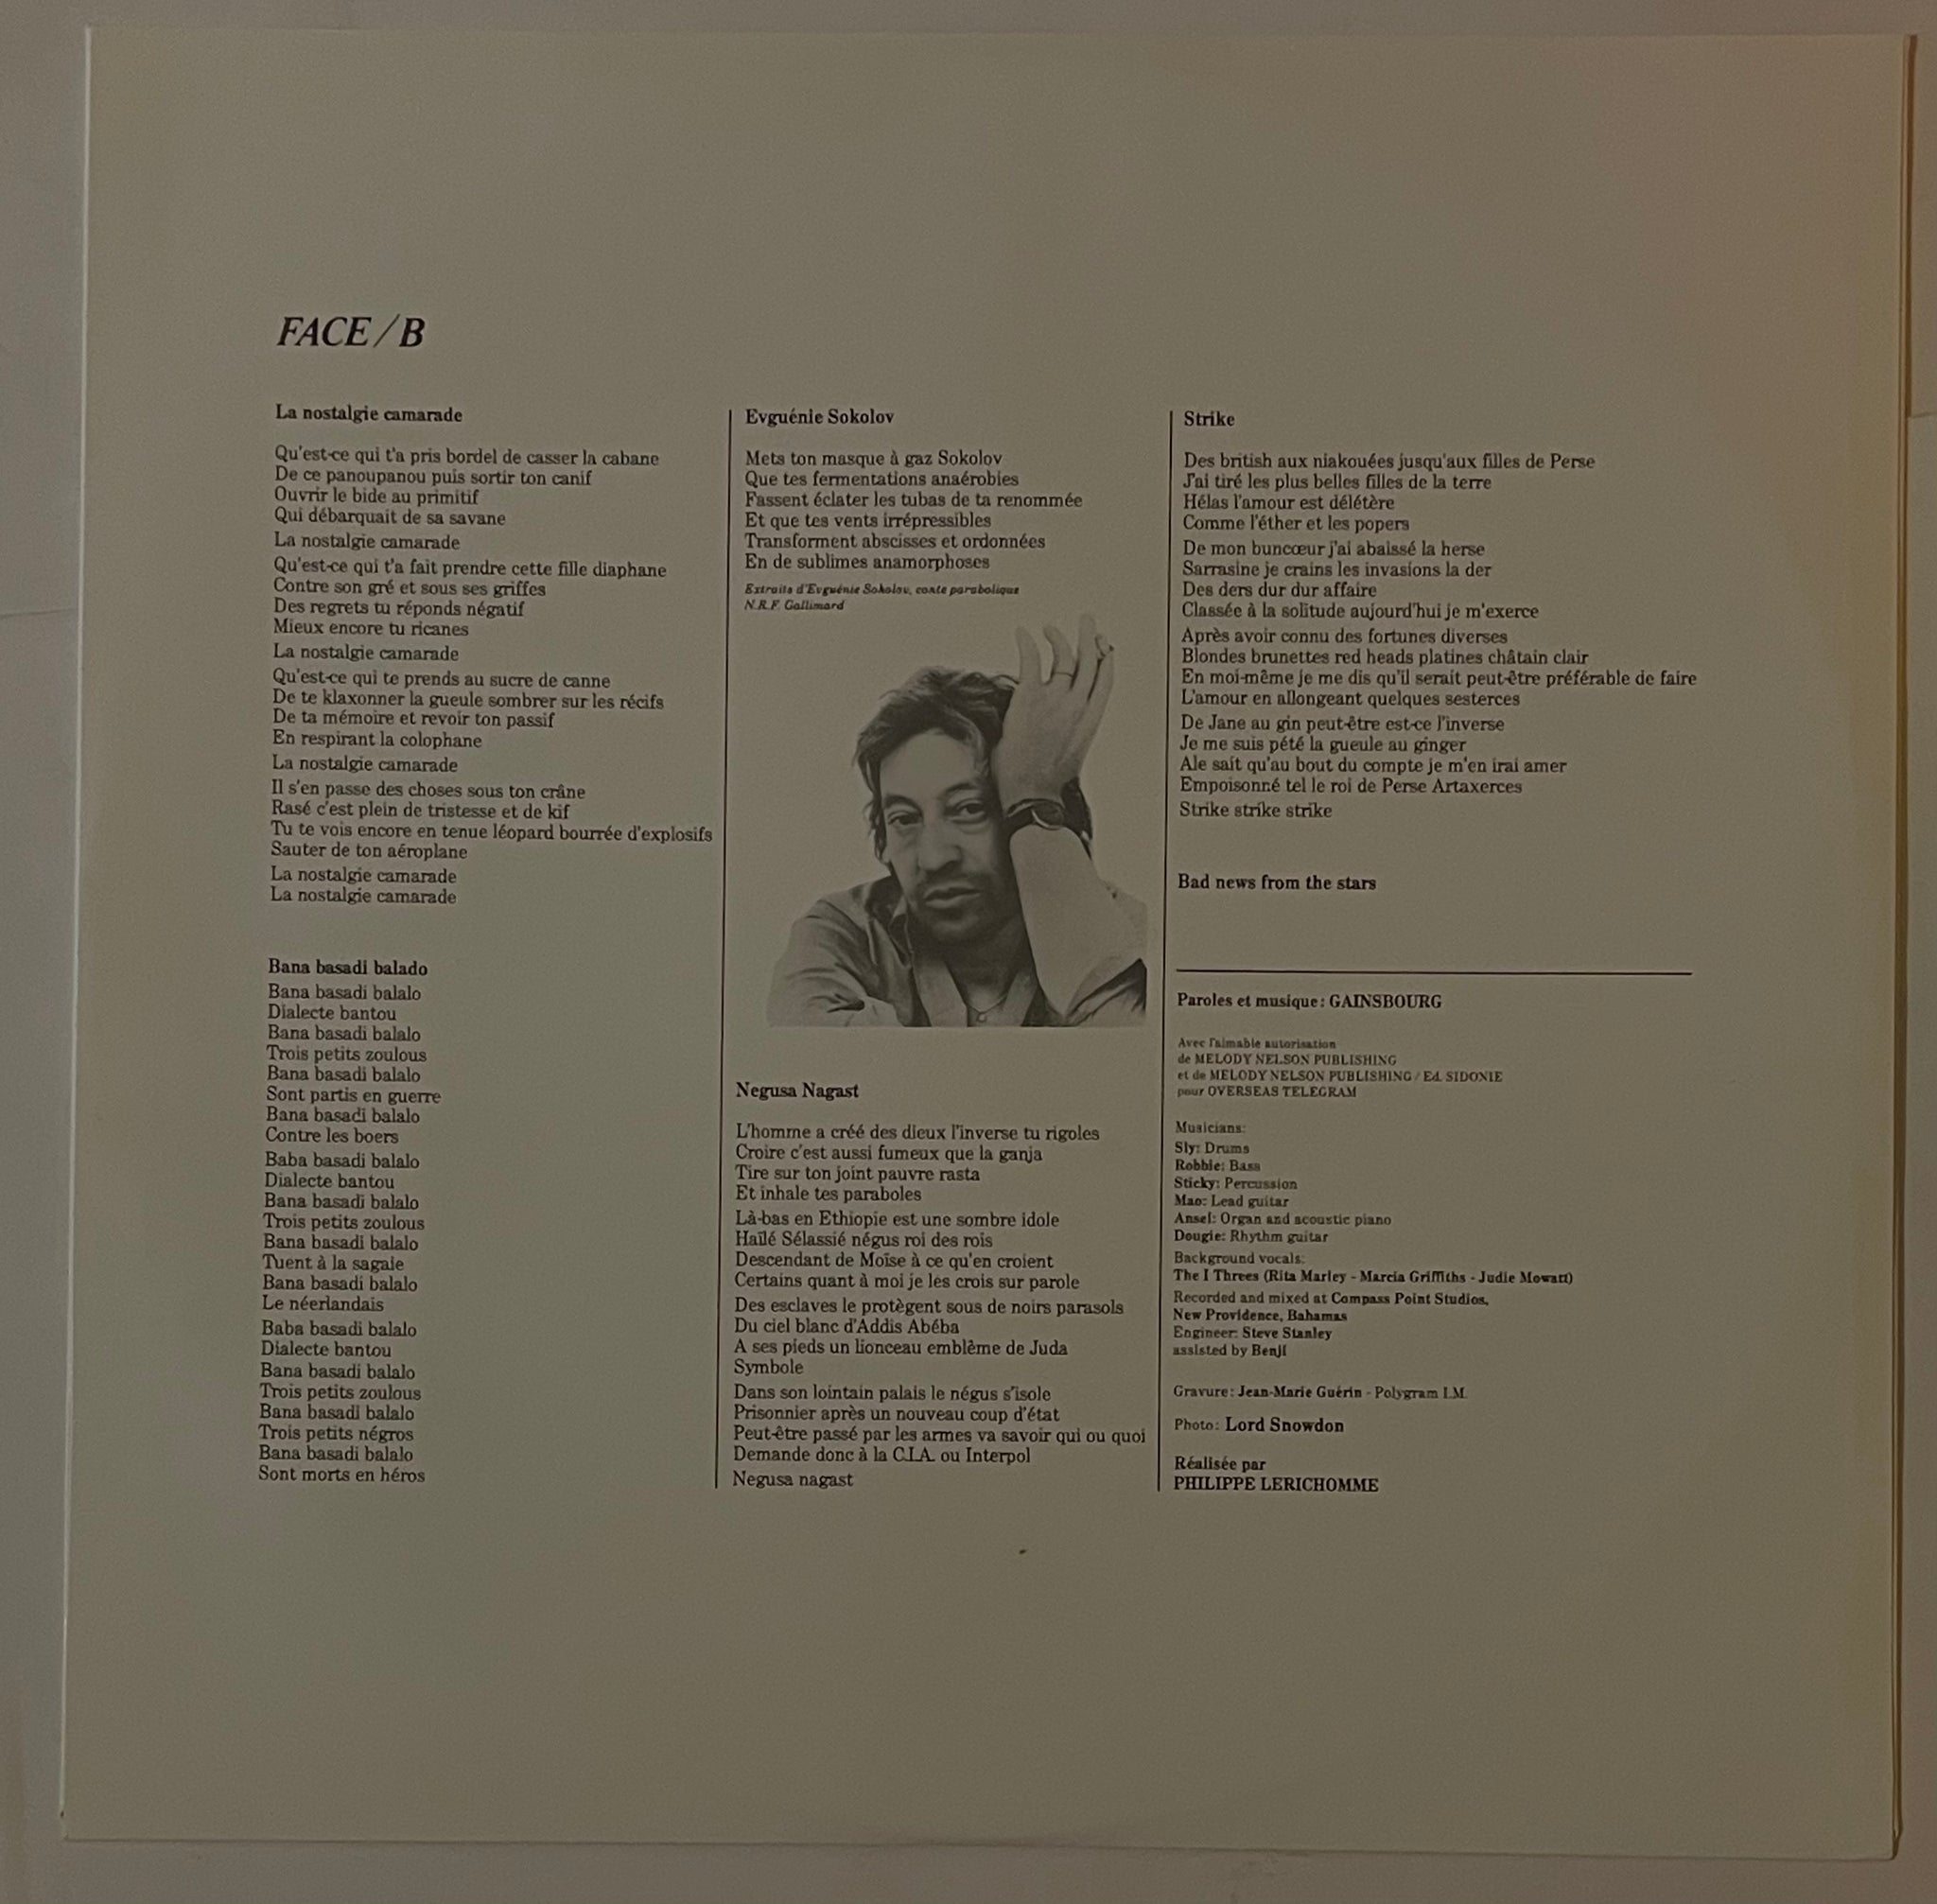 FACE/B
La nostalgie camarade
Qu'est-ce qui t'a pris bordel de casser la cabane
De ce panoupanou puis sortir ton canif
Ouvrir le bide au primitif
Qui débarquait de sa savane
La nostalgie camarade
Qu'est-ce qui t'a fait prendre cette fille diaphane
Contre son gré et sous ses griffes
Des regrets tu réponds négatif
Mieux encore tu ricanes
La nostalgie camarade
Qu'est-ce qui te prends au sucre de canne
De te klaxonner la gueule sombrer sur les récifs
De ta mémoire et revoir ton passif
En respirant la colophane
La nostalgie camarade
Il s'en passe des choses sous ton crâne
Rasé c'est plein de tristesse et de kif
Tu te vois encore en tenue léopard bourrée d'explosifs
Sauter de ton aéroplane
La nostalgie camarade
La nostalgie camarade
Bana basadi balado
Bana basadi balalo
Dialecte bantou
Bana basadi balalo
Trois petits zoulous
Bana basadi balalo
Sont partis en guerre
Bana basadi balalo
Contre les boers
Baba basadi balalo
Dialecte bantou
Bana basadi balalo
Trois petits zoulous
Bana basadi balalo
Tuent à la sagaie
Bana basadi balalo
Le néerlandais
Baba basadi balalo
Dialecte bantou
Bana basadi balalo
Trois petits zoulous
Bana basadi balalo
Trois petits négros
Bana basadi balalo
Sont morts en héros
Evguénie Sokolov
Mets ton masque à gaz Sokolov
Que tes fermentations anaérobies
Fassent éclater les tubas de ta renommée
Et que tes vents irrépressibles
Transforment abscisses et ordonnées
En de sublimes anamorphoses
Extraits d'Evguénie Sokolov, conte parabolique
N.R.F. Gallimard
Negusa Nagast
L'homme a créé des dieux l'inverse tu rigoles
Croire c'est aussi fumeux que la ganja
Tire sur ton joint pauvre rasta
Et inhale tes paraboles
Là-bas en Ethiopie est une sombre idole
Haïlé Sélassié négus roi des rois
Descendant de Moïse à ce qu'en croient
Certains quant à moi je les crois sur parole
Des esclaves le protègent sous de noirs parasols
Du ciel blanc d'Addis Abéba
A ses pieds un lionceau emblème de Juda
Symbole
Dans son lointain palais le négus s'isole
Prisonnier après un nouveau coup d'état
Peut-être passé par les armes va savoir qui ou quoi
Demande donc à la C.I.A. ou Interpol
Negusa nagast
Strike
Des british aux niakouées jusqu'aux filles de Perse
J'ai tiré les plus belles filles de la terre
Hélas l'amour est délétère
Comme l'éther et les popers
De mon buncœur j'ai abaissé la herse
Sarrasine je crains les invasions la der
Des ders dur dur affaire
Classée à la solitude aujourd'hui je m'exerce
Après avoir connu des fortunes diverses
Blondes brunettes red heads platines châtain clair
En moi-même je me dis qu'il serait peut-être préférable de faire
L'amour en allongeant quelques sesterces
De Jane au gin peut-être est-ce l'inverse
Je me suis pété la gueule au ginger
Ale sait qu'au bout du compte je m'en irai amer
Empoisonné tel le roi de Perse Artaxerces
Strike strike strike
Bad news from the stars
Paroles et musique : GAINSBOURG
Avec l'aimable autorisation
de MELODY NELSON PUBLISHING
et de MELODY NELSON PUBLISHING / Ed. SIDONIE
pour OVERSEAS TELEGRAM
Musicians:
Sly: Drums
Robbie: Bass
Sticky: Percussion
Mao: Lead guitar
Ansel: Organ and acoustic piano
Dougie: Rhythm guitar
Background vocals:
The I Threes (Rita Marley - Marcia Griffiths - Judie Mowatt)
Recorded and mixed at Compass Point Studios,
New Providence, Bahamas
Engineer: Steve Stanley
assisted by Benji
Gravure : Jean-Marie Guérin - Polygram I.M.
Photo : Lord Snowdon
Réalisée par
PHILIPPE LERICHOMME